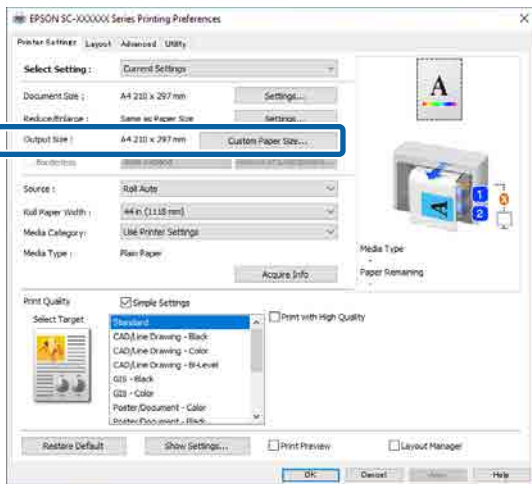 EPSON SC-XXXXXX Series Printing Preferences
Printer Settings Layout Advanced Utility
Select Setting : Current Settings
Document Size : A4 210 x 297 mm Settings...
Reduce/Enlarge : Same as Paper Size Settings...
Output Size : A4 210 x 297 mm Custom Paper Size...
Borderless
Source : Roll Auto
Roll Paper Width : 44 in (1118 mm)
Media Category: Use Printer Settings
Media Type : Plain Paper
Acquire Info
A
A
1
2
Media Type
-
Paper Remaining
-
Print Quality Simple Settings
Select Target
Standard
CAD/Line Drawing - Black
CAD/Line Drawing - Color
CAD/Line Drawing - Bi-Level
GIS - Black
GIS - Color
Poster/Document - Color
Poster/Document - Black
Print with High Quality
Restore Default Show Settings... Print Preview Layout Manager
OK Cancel Help